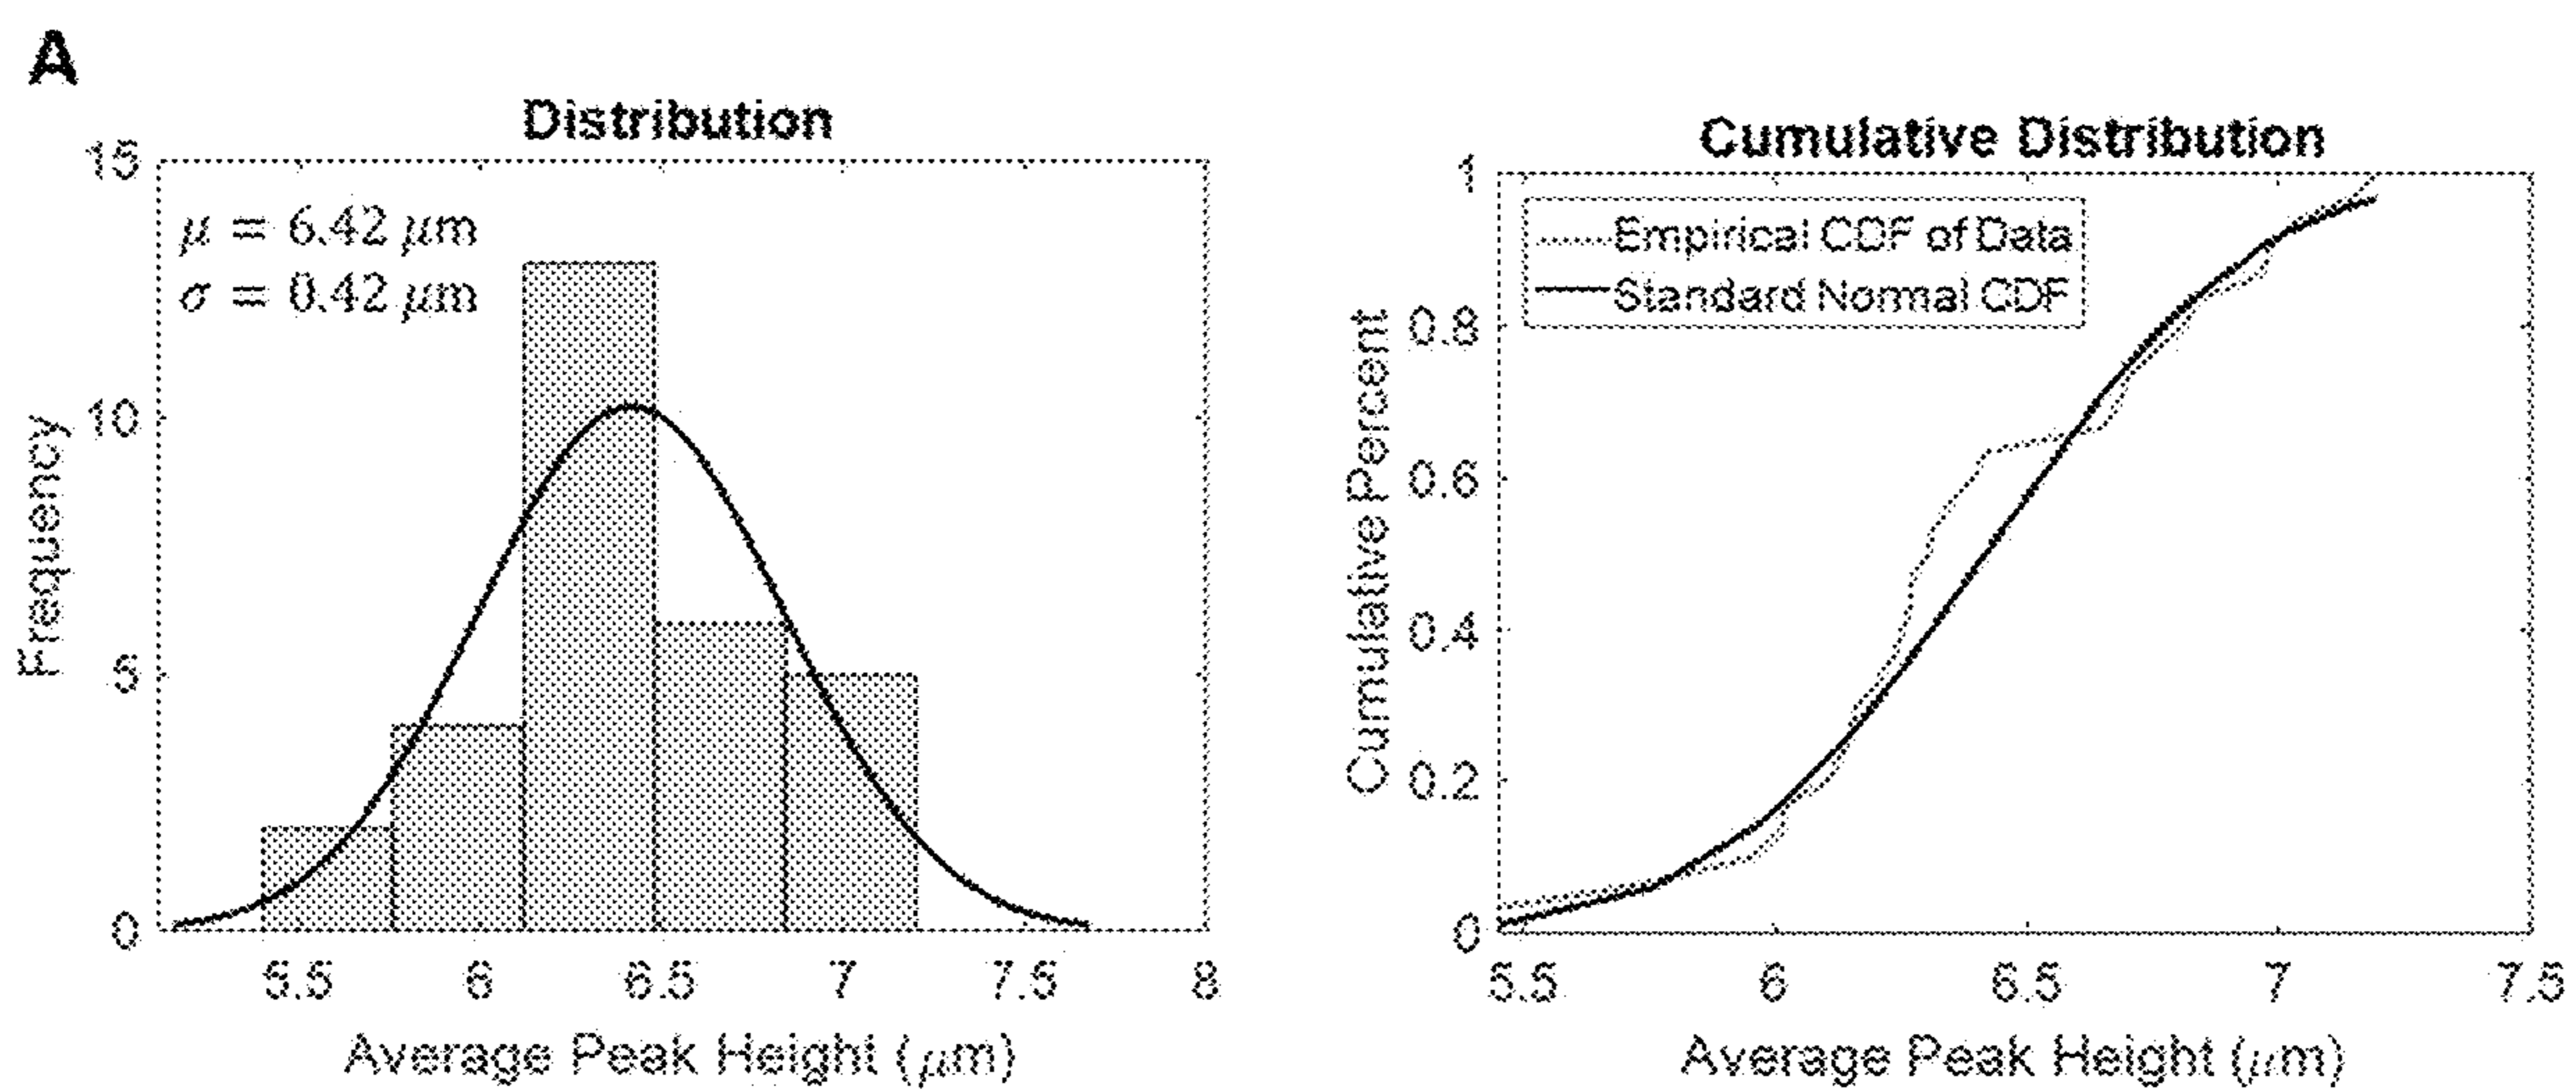 A
Distribution
15
μ = 6.42 μm
σ = 0.42 μm
10
5
0
Frequency
5.5 6 6.5 7 7.5 8
Average Peak Height (μm)
Cumulative Distribution
1
Empirical CDF of Data
Standard Normal CDF
0.8
0.6
0.4
0.2
0
Cumulative Percent
5.5 6 6.5 7 7.5
Average Peak Height (μm)